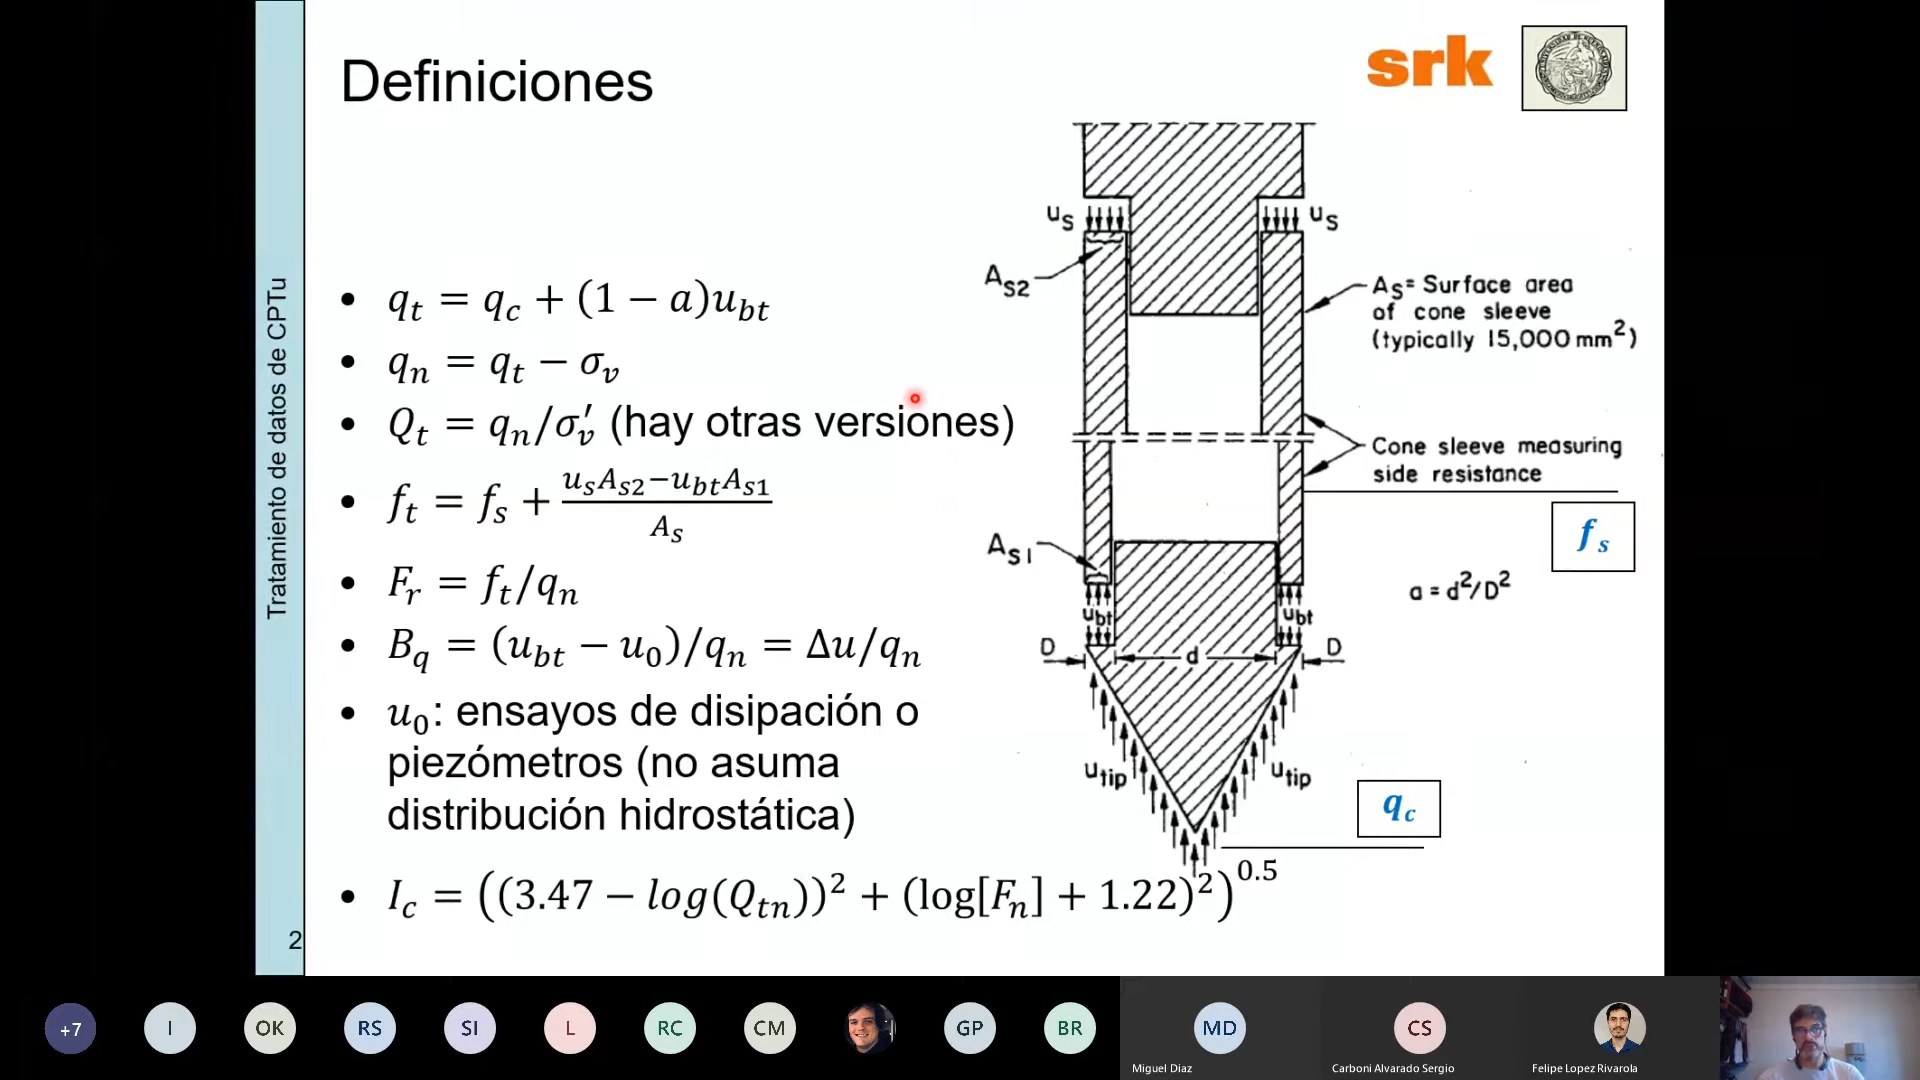 Definiciones
srk
Tratamiento de datos de CPTu
• q_t = q_c + (1 − a)u_bt
• q_n = q_t − σ_v
• Q_t = q_n/σ′_v (hay otras versiones)
• f_t = f_s + (u_s A_s2 − u_bt A_s1)/A_s
• F_r = f_t/q_n
• B_q = (u_bt − u_0)/q_n = Δu/q_n
• u_0: ensayos de disipación o
piezómetros (no asuma
distribución hidrostática)
• I_c = ((3.47 − log(Q_tn))² + (log[F_n] + 1.22)²)^0.5
2
u_s
u_s
A_S2
A_S = Surface area
of cone sleeve
(typically 15,000 mm²)
Cone sleeve measuring
side resistance
f_s
A_S1
a = d²/D²
u_bt
u_bt
D
d
D
u_tip
u_tip
q_c
+7
I
OK
RS
SI
L
RC
CM
GP
BR
MD
Miguel Diaz
CS
Carboni Alvarado Sergio
Felipe Lopez Rivarola